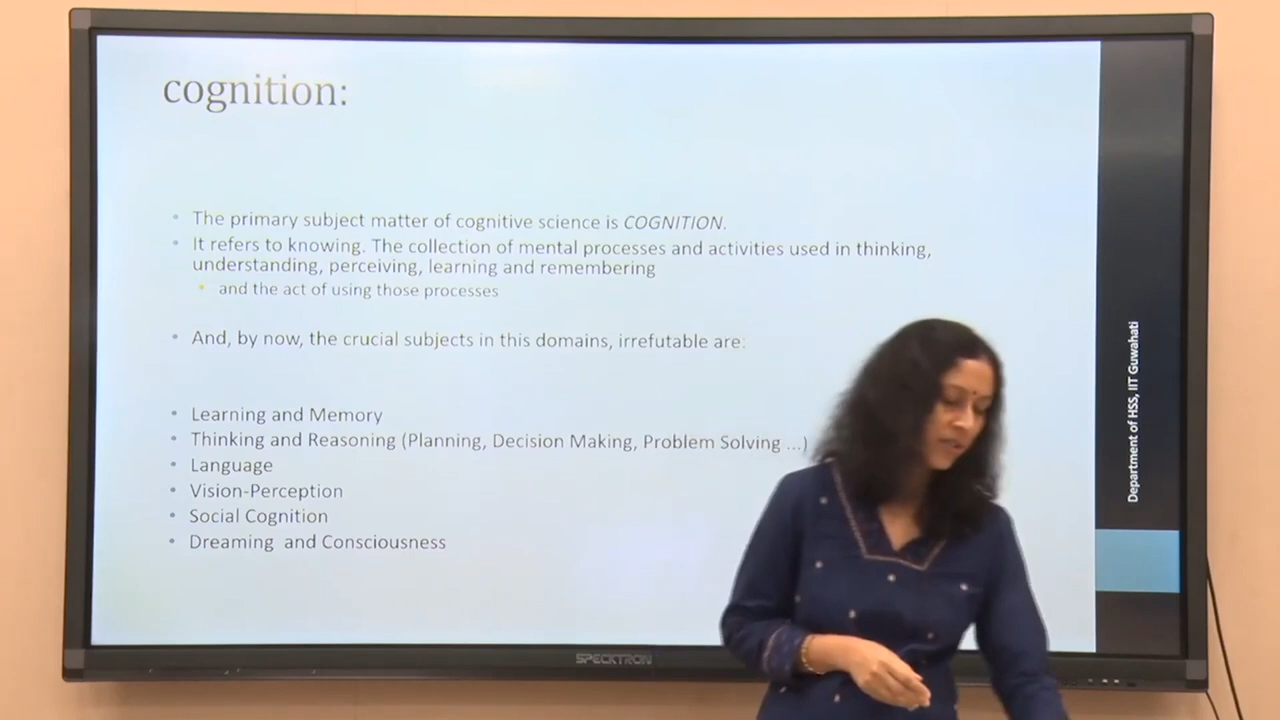 cognition:
The primary subject matter of cognitive science is COGNITION.
It refers to knowing. The collection of mental processes and activities used in thinking,
understanding, perceiving, learning and remembering
and the act of using those processes
And, by now, the crucial subjects in this domains, irrefutable are:
Learning and Memory
Thinking and Reasoning (Planning, Decision Making, Problem Solving ...)
Language
Vision-Perception
Social Cognition
Dreaming and Consciousness
Department of HSS, IIT Guwahati
SPECKTRON